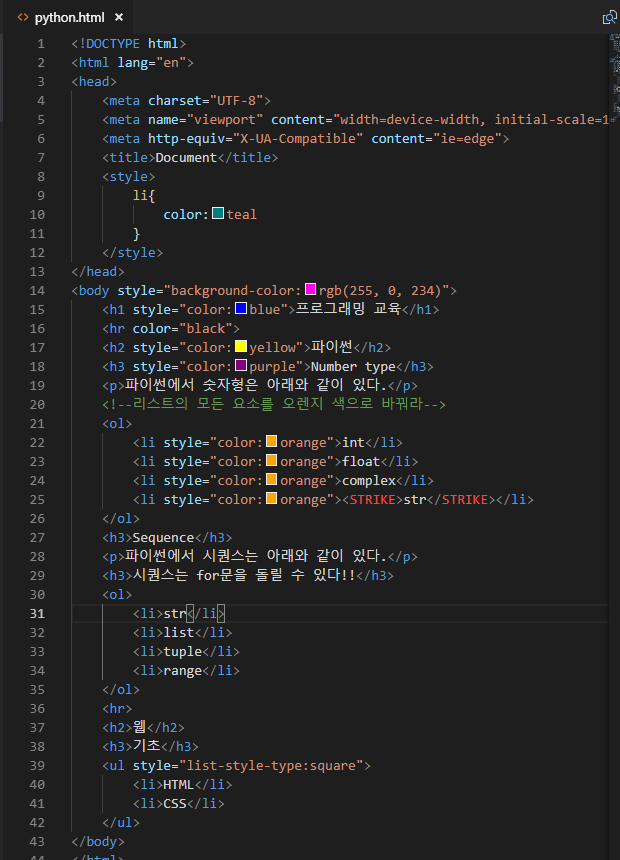 <> python.html ×
1 <!DOCTYPE html>
2 <html lang="en">
3 <head>
4     <meta charset="UTF-8">
5     <meta name="viewport" content="width=device-width, initial-scale=1
6     <meta http-equiv="X-UA-Compatible" content="ie=edge">
7     <title>Document</title>
8     <style>
9         li{
10             color:teal
11         }
12     </style>
13 </head>
14 <body style="background-color:rgb(255, 0, 234)">
15     <h1 style="color:blue">프로그래밍 교육</h1>
16     <hr color="black">
17     <h2 style="color:yellow">파이썬</h2>
18     <h3 style="color:purple">Number type</h3>
19     <p>파이썬에서 숫자형은 아래와 같이 있다.</p>
20     <!--리스트의 모든 요소를 오렌지 색으로 바꿔라-->
21     <ol>
22         <li style="color:orange">int</li>
23         <li style="color:orange">float</li>
24         <li style="color:orange">complex</li>
25         <li style="color:orange"><STRIKE>str</STRIKE></li>
26     </ol>
27     <h3>Sequence</h3>
28     <p>파이썬에서 시퀀스는 아래와 같이 있다.</p>
29     <h3>시퀀스는 for문을 돌릴 수 있다!!</h3>
30     <ol>
31         <li>str</li>
32         <li>list</li>
33         <li>tuple</li>
34         <li>range</li>
35     </ol>
36     <hr>
37     <h2>웹</h2>
38     <h3>기초</h3>
39     <ul style="list-style-type:square">
40         <li>HTML</li>
41         <li>CSS</li>
42     </ul>
43 </body>
44 </html>